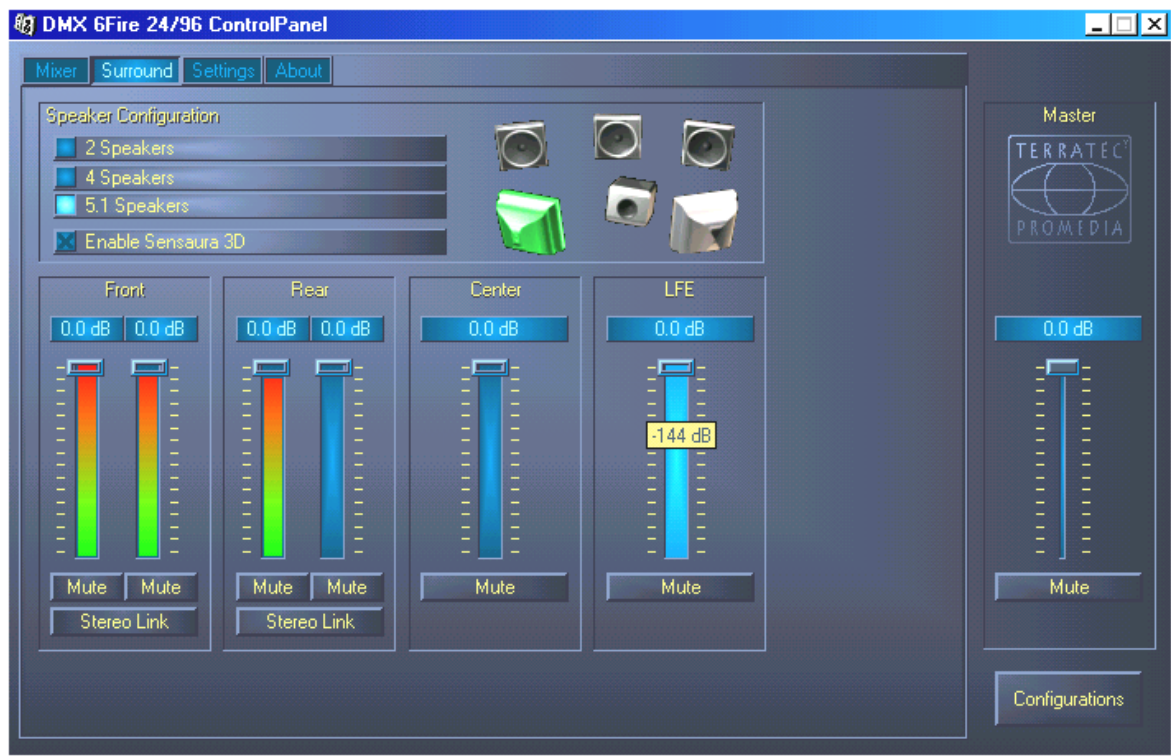 DMX 6Fire 24/96 ControlPanel
Mixer Surround Settings About
Speaker Configuration
2 Speakers
4 Speakers
5.1 Speakers
Enable Sensaura 3D
Master
TERRATEC
PROMEDIA
Front Rear Center LFE
0.0 dB 0.0 dB 0.0 dB 0.0 dB 0.0 dB 0.0 dB 0.0 dB
-144 dB
Mute Mute Mute Mute Mute Mute Mute
Stereo Link Stereo Link
Configurations